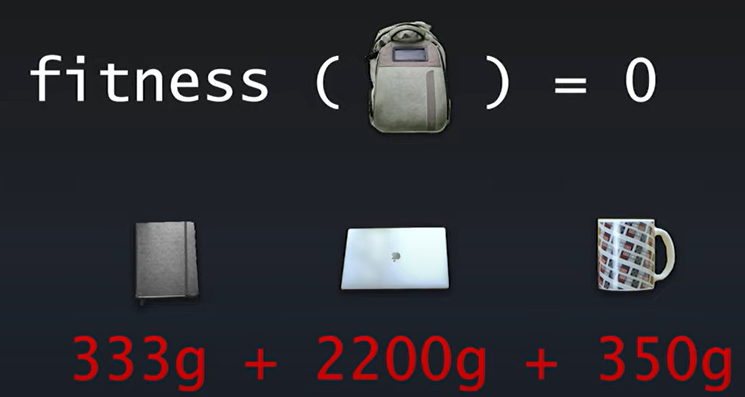 fitness ( ) = 0
333g + 2200g + 350g